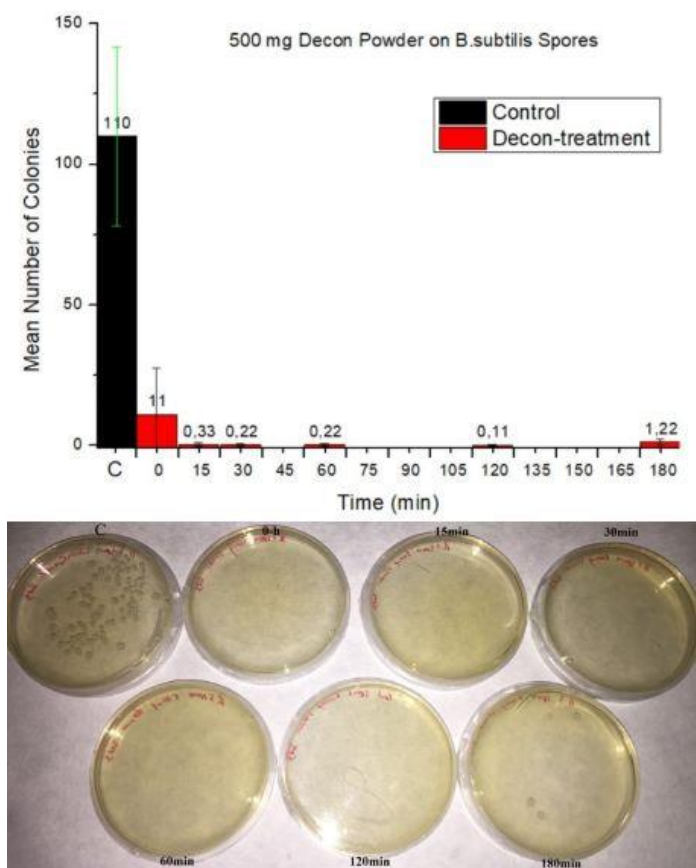 150
500 mg Decon Powder on B.subtilis Spores
Control
Decon-treatment
110
100
Mean Number of Colonies
50
11
0,33
0,22
0,22
0,11
1,22
0
C 0 15 30 45 60 75 90 105 120 135 150 165 180
Time (min)
C 0-h 15min 30min
60min 120min 180min